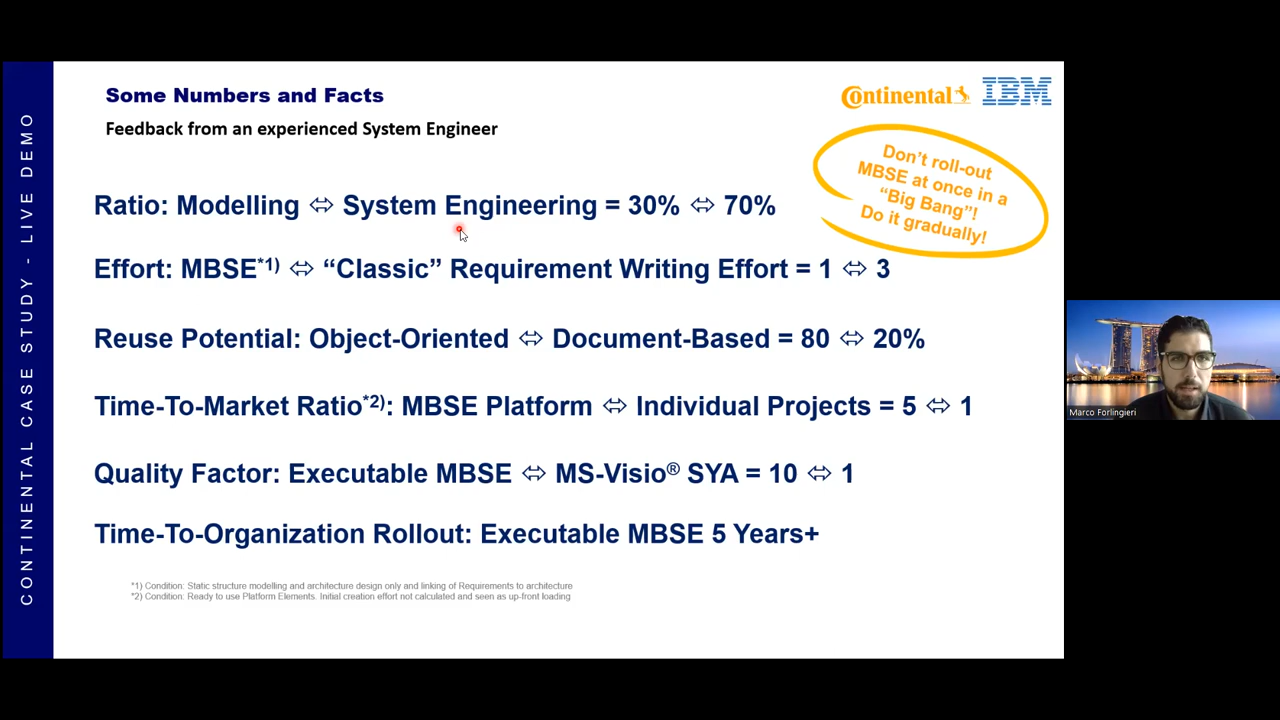 CONTINENTAL CASE STUDY - LIVE DEMO
Some Numbers and Facts
Feedback from an experienced System Engineer
Continental
IBM
Don’t roll-out
MBSE at once in a
“Big Bang”!
Do it gradually!
Ratio: Modelling ⬄ System Engineering = 30% ⬄ 70%
Effort: MBSE*1) ⬄ “Classic” Requirement Writing Effort = 1 ⬄ 3
Reuse Potential: Object-Oriented ⬄ Document-Based = 80 ⬄ 20%
Time-To-Market Ratio*2): MBSE Platform ⬄ Individual Projects = 5 ⬄ 1
Quality Factor: Executable MBSE ⬄ MS-Visio® SYA = 10 ⬄ 1
Time-To-Organization Rollout: Executable MBSE 5 Years+
*1) Condition: Static structure modelling and architecture design only and linking of Requirements to architecture
*2) Condition: Ready to use Platform Elements. Initial creation effort not calculated and seen as up-front loading
Marco Forlingieri